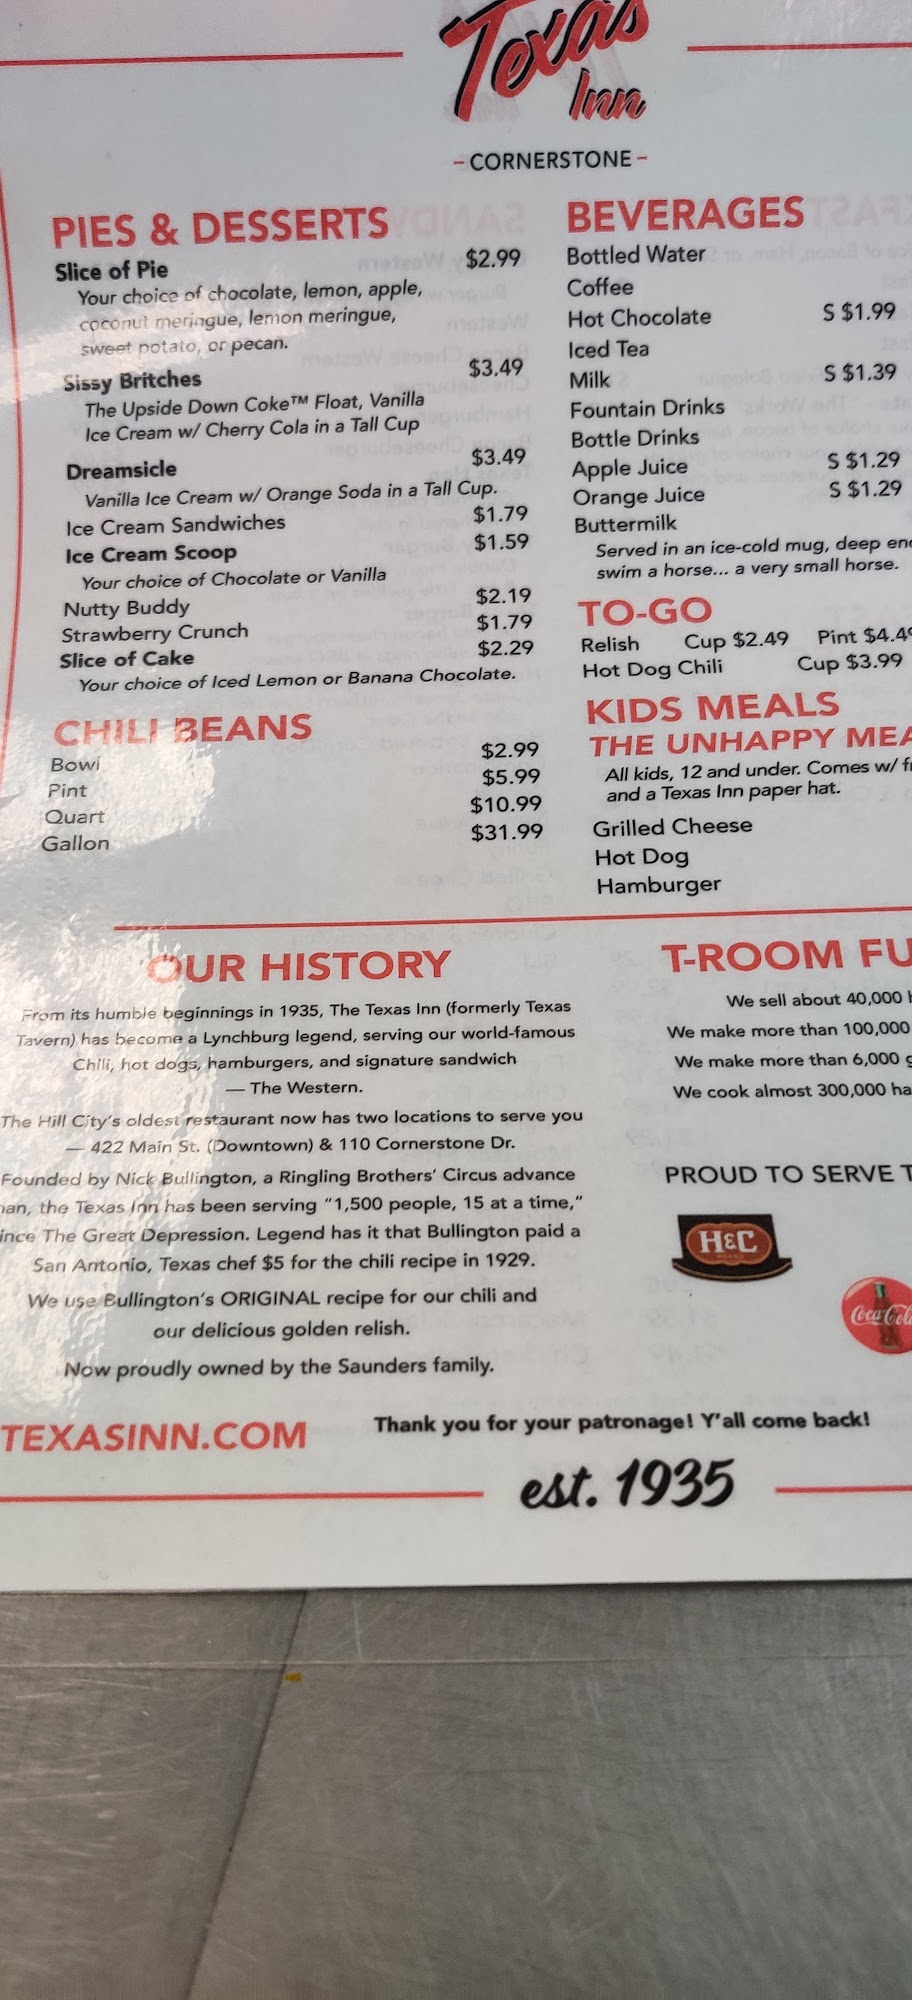 Texas
Inn
- CORNERSTONE -
PIES & DESSERTS
Slice of Pie $2.99
Your choice of chocolate, lemon, apple,
coconut meringue, lemon meringue,
sweet potato, or pecan.
Sissy Britches $3.49
The Upside Down Coke™ Float, Vanilla
Ice Cream w/ Cherry Cola in a Tall Cup
Dreamsicle $3.49
Vanilla Ice Cream w/ Orange Soda in a Tall Cup.
Ice Cream Sandwiches $1.79
Ice Cream Scoop $1.59
Your choice of Chocolate or Vanilla
Nutty Buddy $2.19
Strawberry Crunch $1.79
Slice of Cake $2.29
Your choice of Iced Lemon or Banana Chocolate.
CHILI BEANS
Bowl $2.99
Pint $5.99
Quart $10.99
Gallon $31.99
BEVERAGES
Bottled Water
Coffee
Hot Chocolate S $1.99
Iced Tea
Milk S $1.39
Fountain Drinks
Bottle Drinks
Apple Juice S $1.29
Orange Juice S $1.29
Buttermilk
Served in an ice-cold mug, deep
swim a horse... a very small horse.
TO-GO
Relish Cup $2.49 Pint $4.49
Hot Dog Chili Cup $3.99
KIDS MEALS
THE UNHAPPY MEA
All kids, 12 and under. Comes w/
and a Texas Inn paper hat.
Grilled Cheese
Hot Dog
Hamburger
OUR HISTORY
From its humble beginnings in 1935, The Texas Inn (formerly Texas
Tavern) has become a Lynchburg legend, serving our world-famous
Chili, hot dogs, hamburgers, and signature sandwich
— The Western.
The Hill City's oldest restaurant now has two locations to serve you
— 422 Main St. (Downtown) & 110 Cornerstone Dr.
Founded by Nick Bullington, a Ringling Brothers' Circus advance
man, the Texas Inn has been serving "1,500 people, 15 at a time,"
ince The Great Depression. Legend has it that Bullington paid a
San Antonio, Texas chef $5 for the chili recipe in 1929.
We use Bullington's ORIGINAL recipe for our chili and
our delicious golden relish.
Now proudly owned by the Saunders family.
T-ROOM FU
We sell about 40,000
We make more than 100,000
We make more than 6,000
We cook almost 300,000 ha
PROUD TO SERVE T
H&C
Coca-Cola
TEXASINN.COM
Thank you for your patronage! Y'all come back!
est. 1935